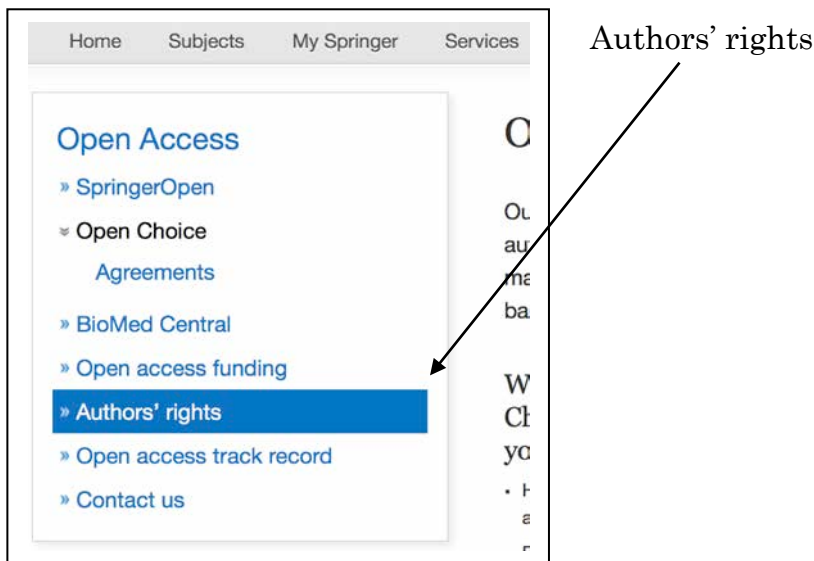 Home Subjects My Springer Services
Authors' rights
Open Access
» SpringerOpen
Open Choice
Agreements
» BioMed Central
» Open access funding
» Authors' rights
» Open access track record
» Contact us